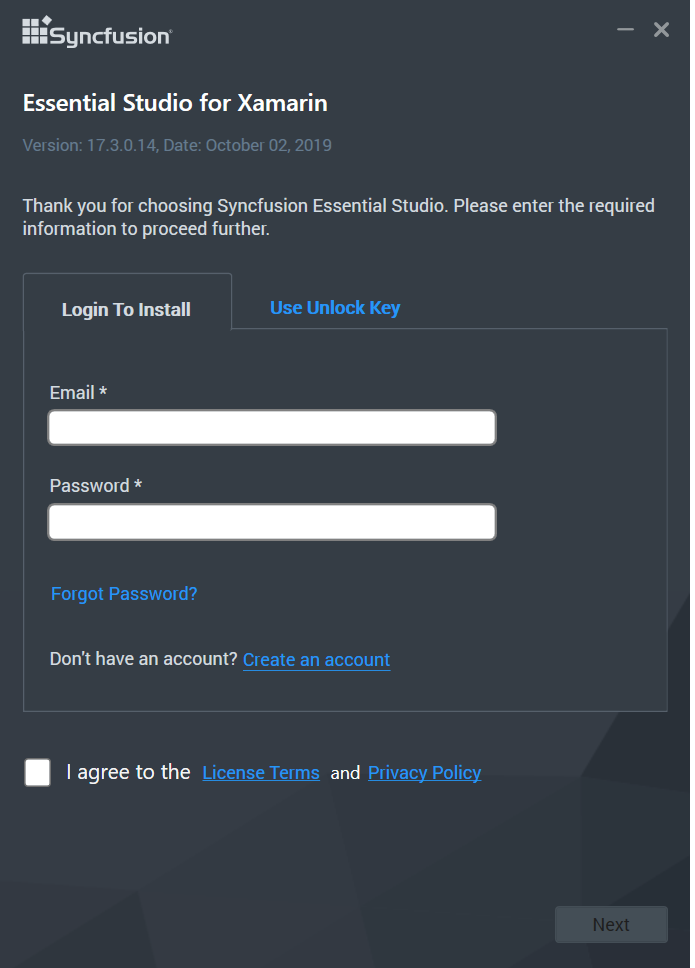 Syncfusion
Essential Studio for Xamarin
Version: 17.3.0.14, Date: October 02, 2019
Thank you for choosing Syncfusion Essential Studio. Please enter the required
information to proceed further.
Login To Install
Use Unlock Key
Email *
Password *
Forgot Password?
Don't have an account? Create an account
I agree to the License Terms and Privacy Policy
Next